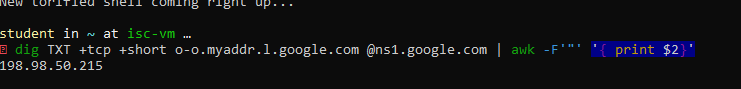 New torified shell coming right up...
student in ~ at isc-vm …
dig TXT +tcp +short o-o.myaddr.l.google.com @ns1.google.com | awk -F'"' '{ print $2}'
198.98.50.215